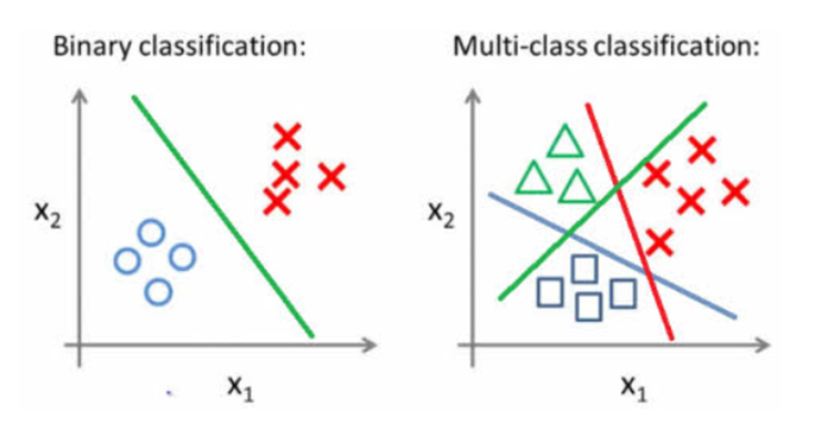 Binary classification:
Multi-class classification:
x₂
x₁
x₂
x₁